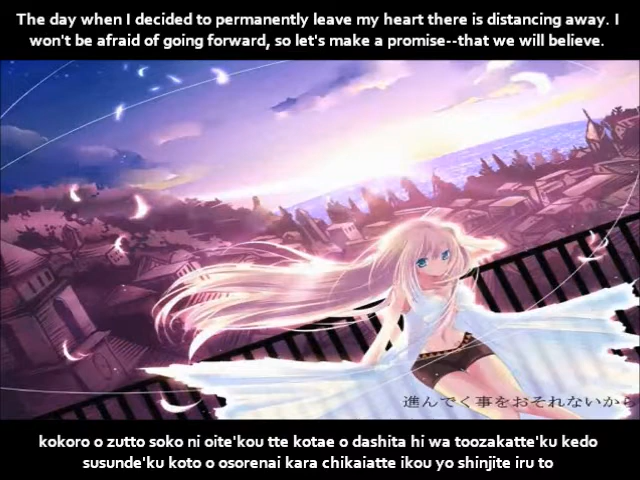 The day when I decided to permanently leave my heart there is distancing away. I
won't be afraid of going forward, so let's make a promise--that we will believe.
進んでく事をおそれないから
kokoro o zutto soko ni oite'kou tte kotae o dashita hi wa toozakatte'ku kedo
susunde'ku koto o osorenai kara chikaiatte ikou yo shinjite iru to